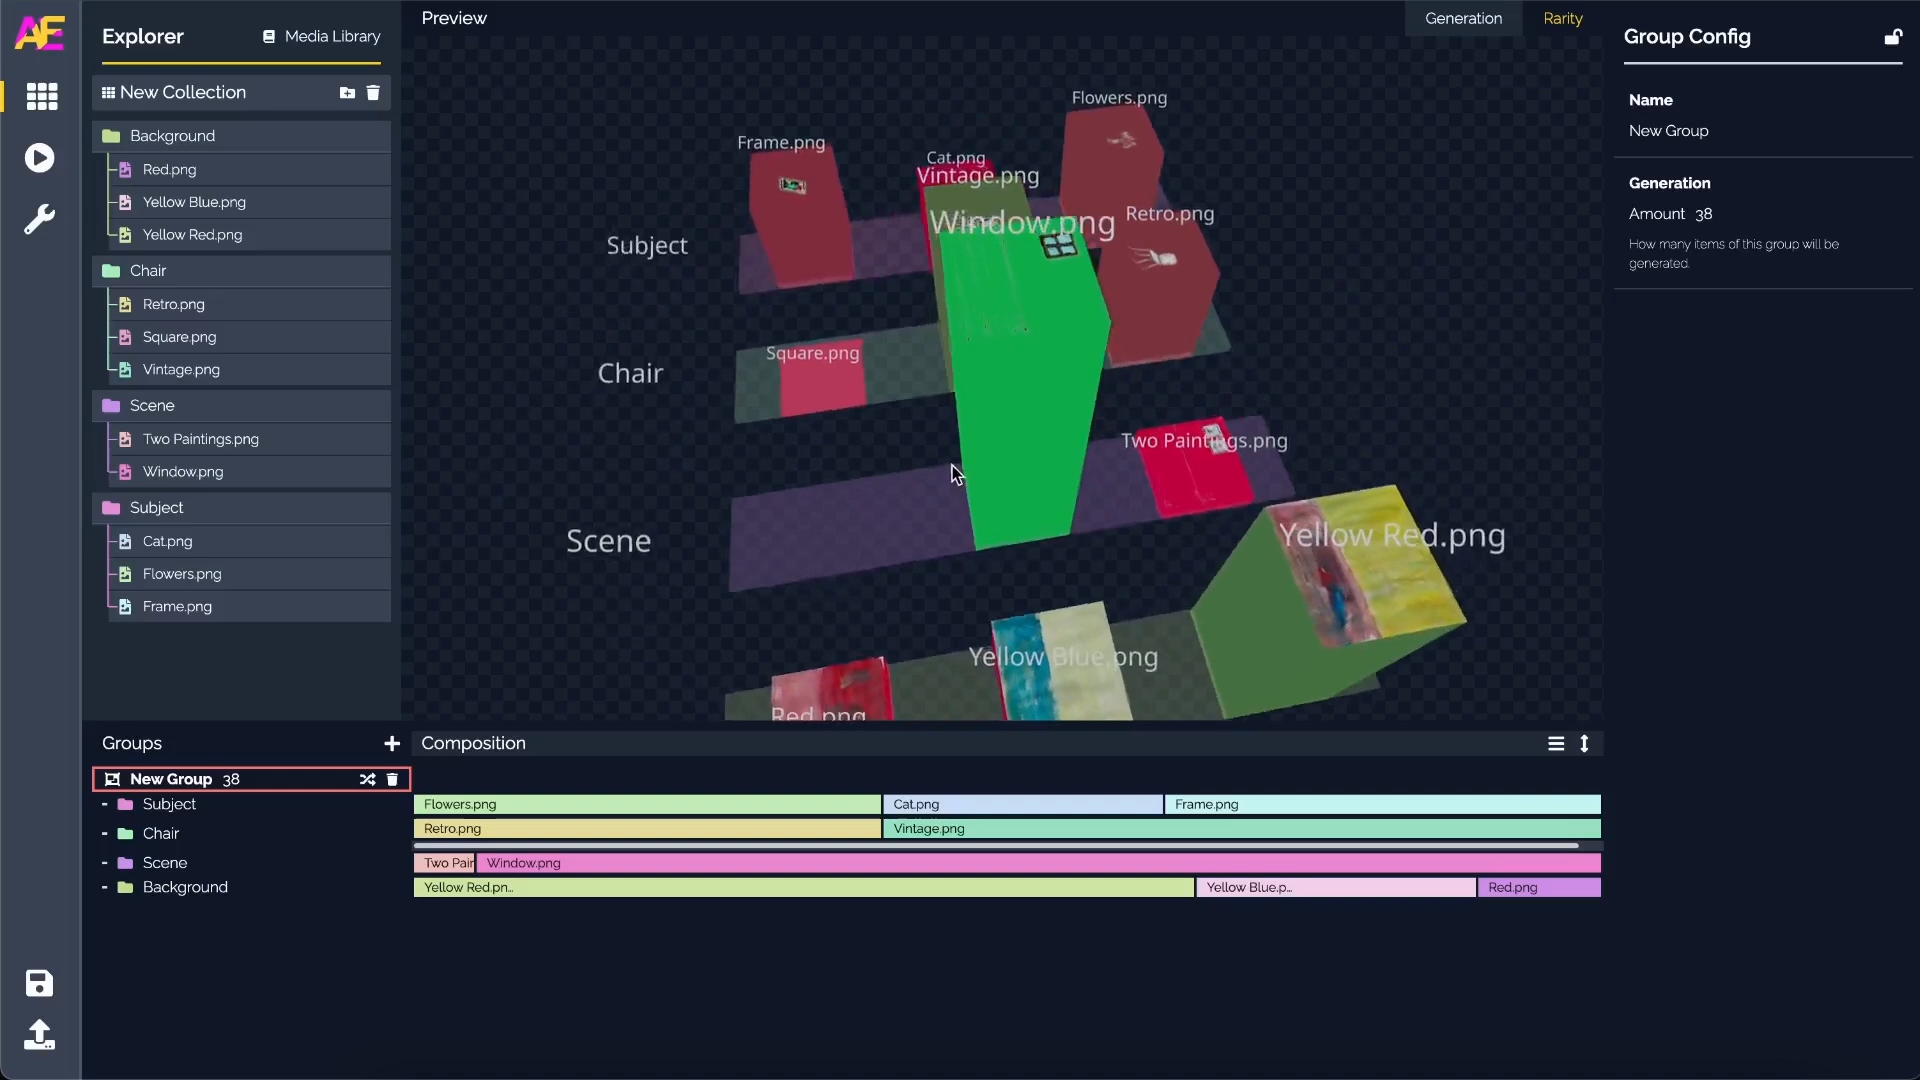 AE
Explorer
Media Library
New Collection
Background
Red.png
Yellow Blue.png
Yellow Red.png
Chair
Retro.png
Square.png
Vintage.png
Scene
Two Paintings.png
Window.png
Subject
Cat.png
Flowers.png
Frame.png
Preview
Generation
Rarity
Flowers.png
Frame.png
Cat.png
Vintage.png
Window.png
Retro.png
Subject
Square.png
Chair
Two Paintings.png
Scene
Yellow Red.png
Yellow Blue.png
Red.png
Group Config
Name
New Group
Generation
Amount 38
How many items of this group will be
generated.
Groups
New Group 38
Subject
Chair
Scene
Background
Composition
Flowers.png
Cat.png
Frame.png
Retro.png
Vintage.png
Two Pair
Window.png
Yellow Red.pn...
Yellow Blue.p...
Red.png